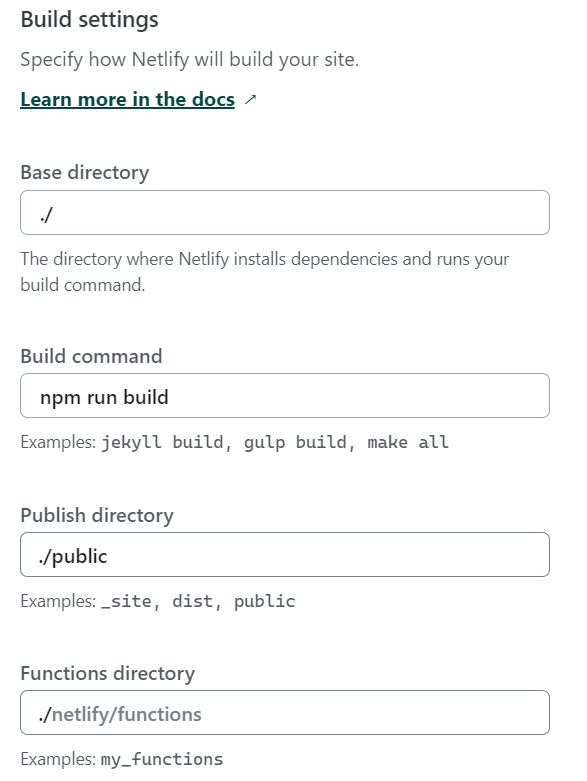 Build settings
Specify how Netlify will build your site.
Learn more in the docs ↗
Base directory
./
The directory where Netlify installs dependencies and runs your
build command.
Build command
npm run build
Examples: jekyll build, gulp build, make all
Publish directory
./public
Examples: _site, dist, public
Functions directory
./netlify/functions
Examples: my_functions